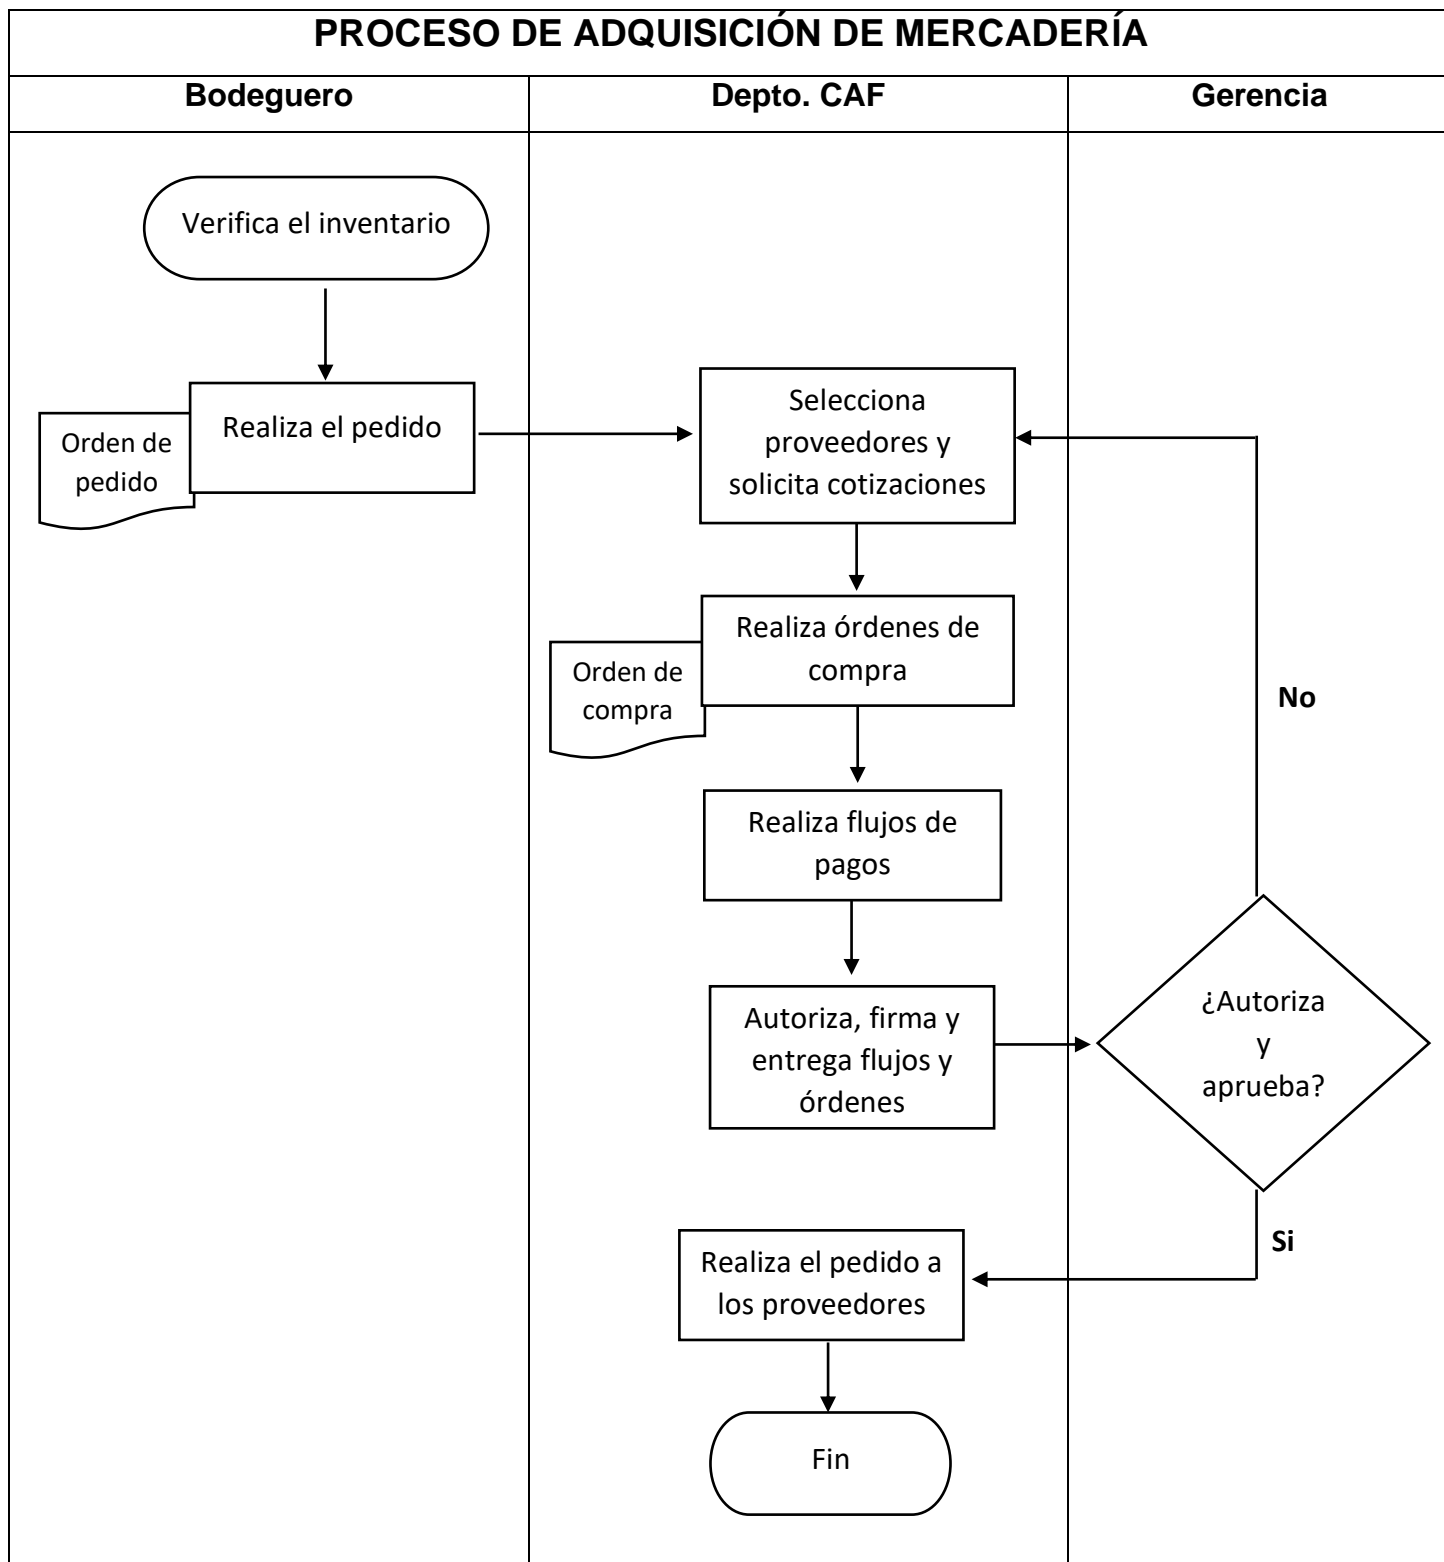 PROCESO DE ADQUISICIÓN DE MERCADERÍA
Bodeguero
Depto. CAF
Gerencia
Verifica el inventario
Realiza el pedido
Orden de
pedido
Selecciona
proveedores y
solicita cotizaciones
Realiza órdenes de
compra
Orden de
compra
No
Realiza flujos de
pagos
Autoriza, firma y
entrega flujos y
órdenes
¿Autoriza
y
aprueba?
Si
Realiza el pedido a
los proveedores
Fin